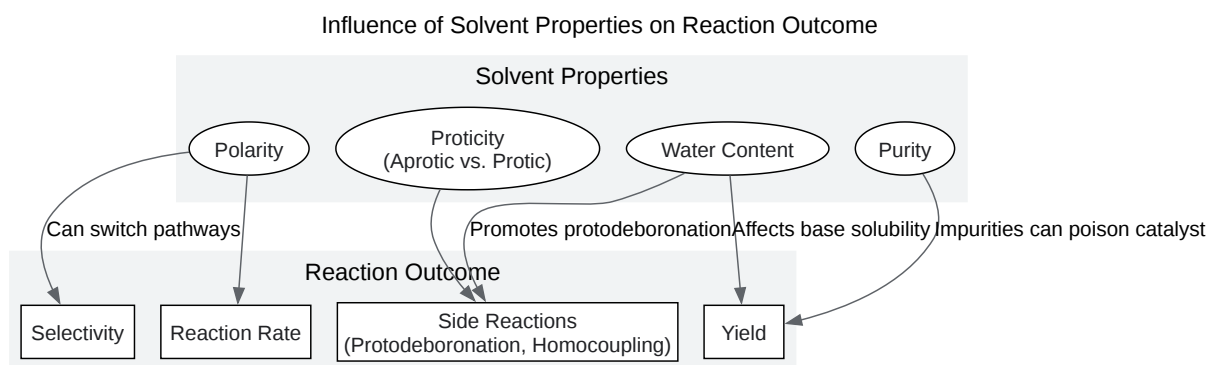 Influence of Solvent Properties on Reaction Outcome
Solvent Properties
Polarity
Proticity
(Aprotic vs. Protic)
Water Content
Purity
Can switch pathways
Promotes protodeboronation
Affects base solubility
Impurities can poison catalyst
Reaction Outcome
Selectivity
Reaction Rate
Side Reactions
(Protodeboronation, Homocoupling)
Yield